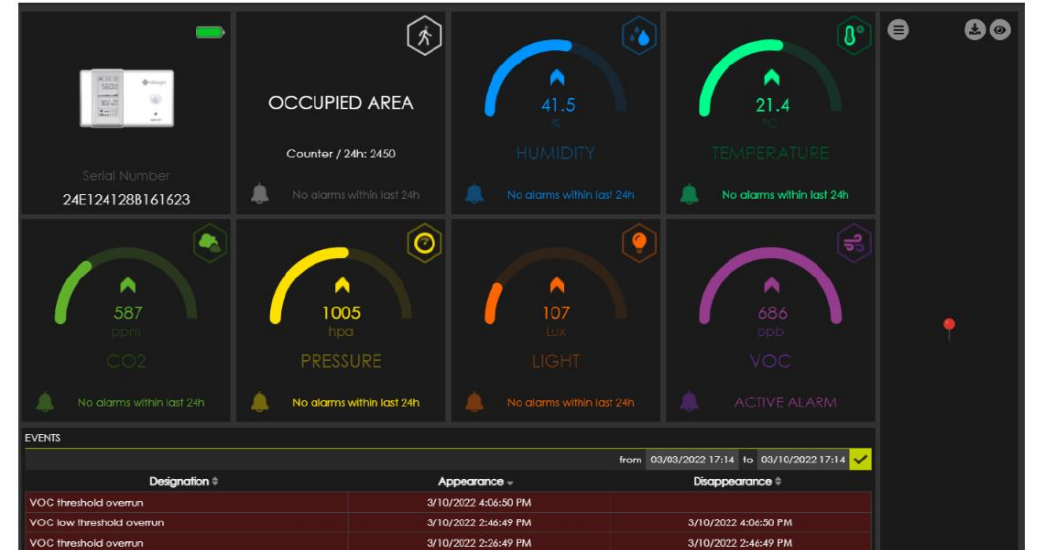 OCCUPIED AREA
Counter / 24h: 2450
No alarms within last 24h
41.5
%
HUMIDITY
No alarms within last 24h
21.4
°C
TEMPERATURE
No alarms within last 24h
Serial Number
24E124128B161623
587
ppm
CO2
No alarms within last 24h
1005
hpa
PRESSURE
No alarms within last 24h
107
Lux
LIGHT
No alarms within last 24h
686
ppb
VOC
ACTIVE ALARM
EVENTS
from 03/03/2022 17:14 to 03/10/2022 17:14
Designation Appearance Disappearance
VOC threshold overrun 3/10/2022 4:06:50 PM
VOC low threshold overrun 3/10/2022 2:46:49 PM 3/10/2022 4:06:50 PM
VOC threshold overrun 3/10/2022 2:26:49 PM 3/10/2022 2:46:49 PM